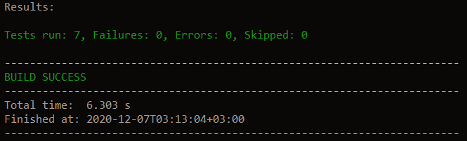 Results:
Tests run: 7, Failures: 0, Errors: 0, Skipped: 0
------------------------------------------------------------------------
BUILD SUCCESS
------------------------------------------------------------------------
Total time:  6.303 s
Finished at: 2020-12-07T03:13:04+03:00
------------------------------------------------------------------------